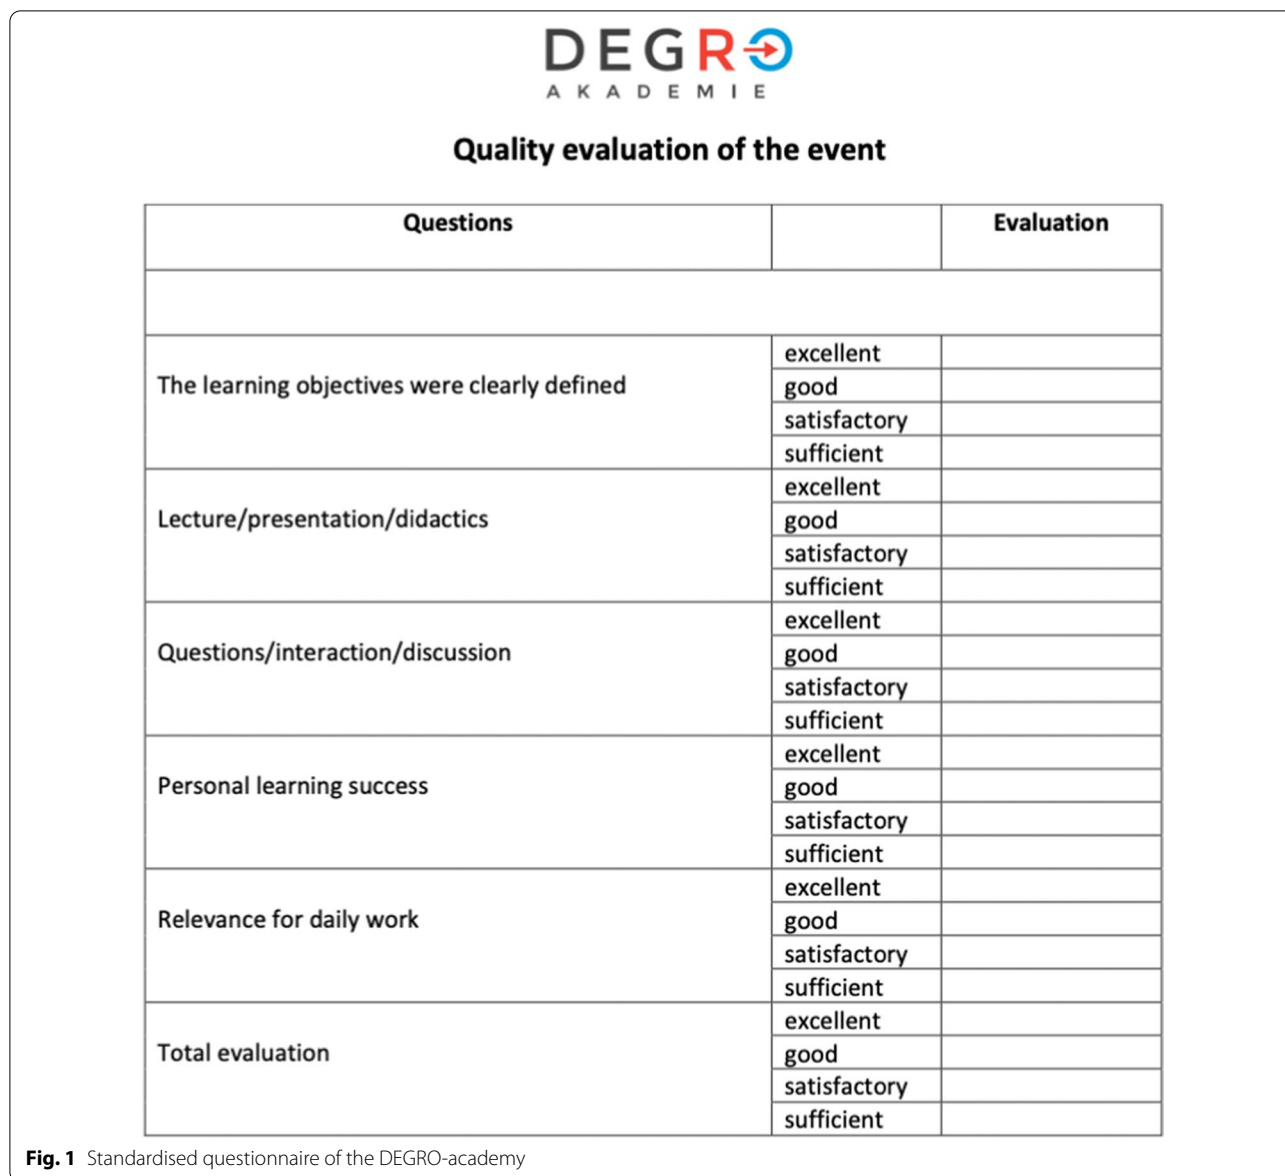 DEGRO
AKADEMIE
Quality evaluation of the event
Questions Evaluation
The learning objectives were clearly defined
excellent
good
satisfactory
sufficient
Lecture/presentation/didactics
excellent
good
satisfactory
sufficient
Questions/interaction/discussion
excellent
good
satisfactory
sufficient
Personal learning success
excellent
good
satisfactory
sufficient
Relevance for daily work
excellent
good
satisfactory
sufficient
Total evaluation
excellent
good
satisfactory
sufficient
Fig. 1 Standardised questionnaire of the DEGRO-academy